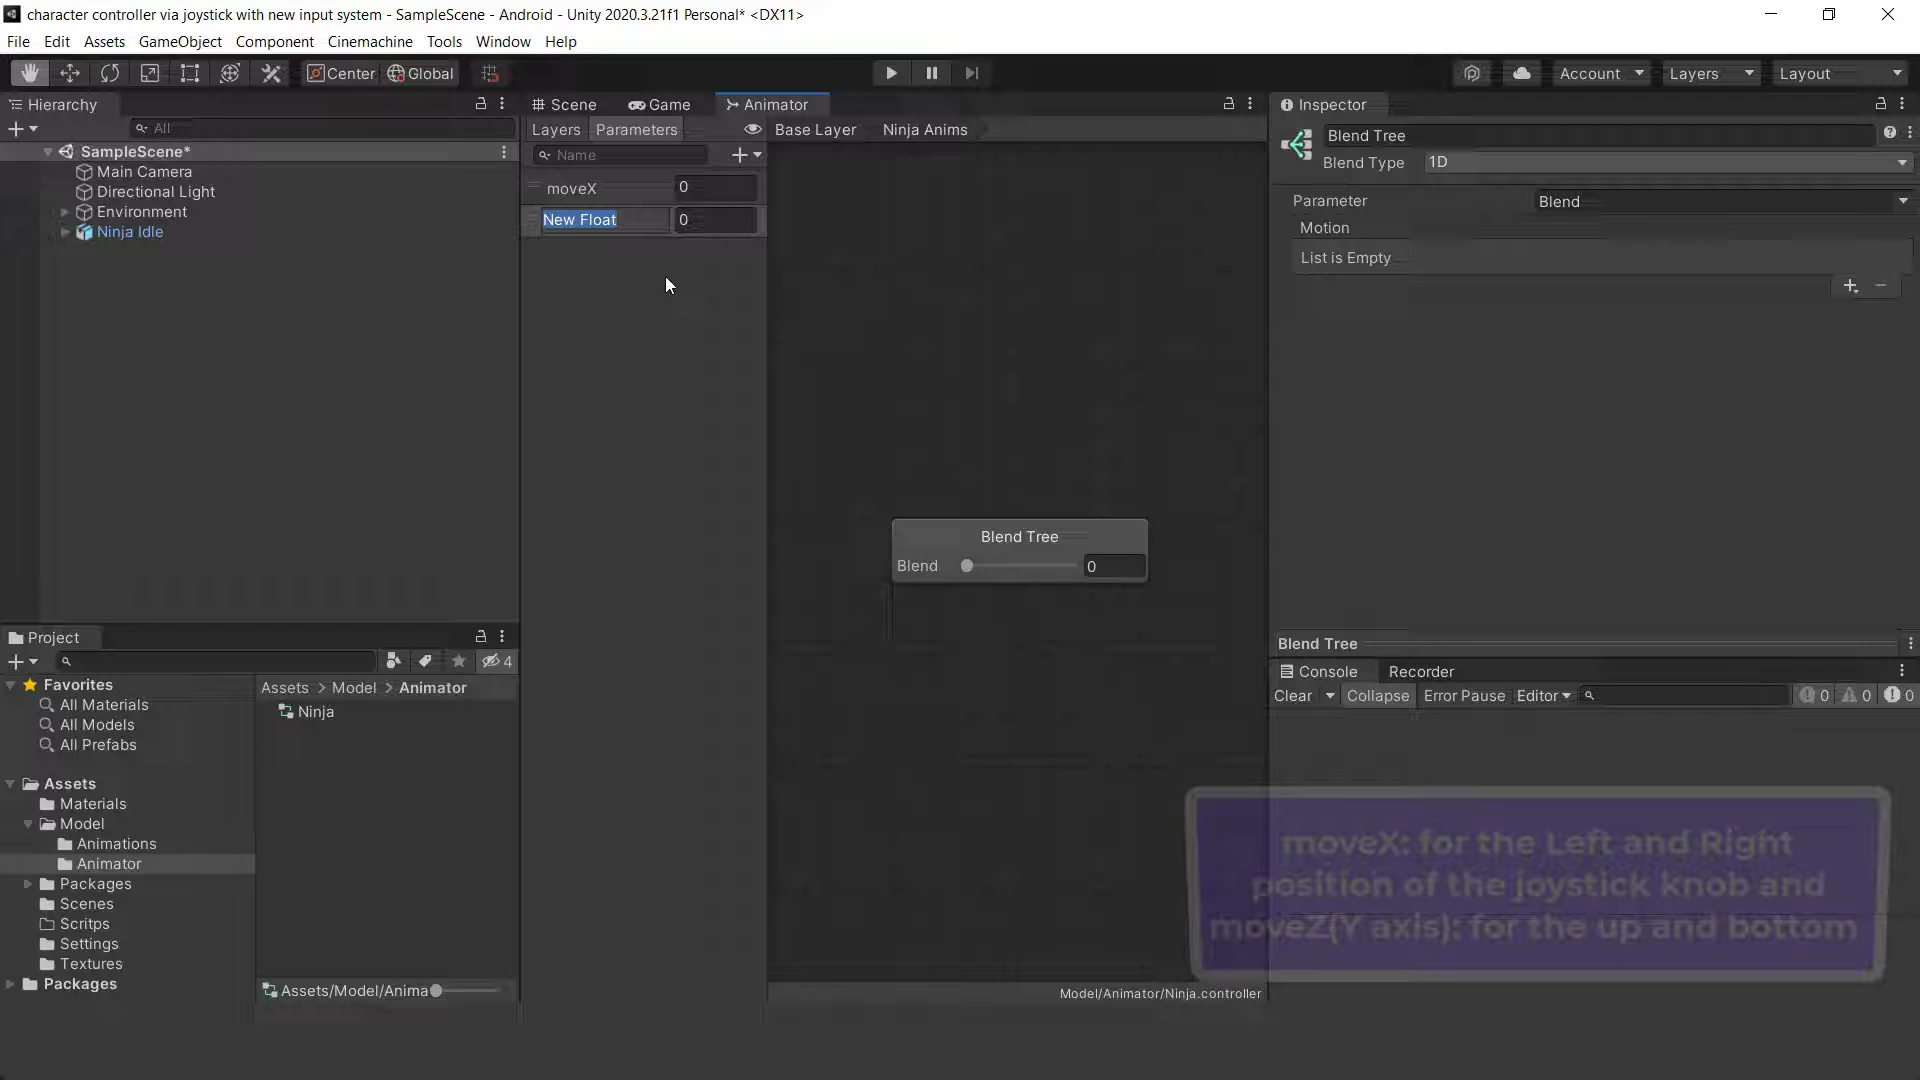 character controller via joystick with new input system - SampleScene - Android - Unity 2020.3.21f1 Personal* <DX11>
File Edit Assets GameObject Component Cinemachine Tools Window Help
Center Global
Account Layers Layout
Hierarchy
All
SampleScene*
Main Camera
Directional Light
Environment
Ninja Idle
Scene Game Animator
Layers Parameters Base Layer Ninja Anims
Name
moveX 0
New Float 0
Blend Tree
Blend 0
Model/Animator/Ninja.controller
Inspector
Blend Tree
Blend Type 1D
Parameter Blend
Motion
List is Empty
Blend Tree
Console Recorder
Clear Collapse Error Pause Editor 0 0 0
moveX: for the Left and Right
position of the joystick knob and
moveZ(Y axis): for the up and bottom
Project
4
Favorites
All Materials
All Models
All Prefabs
Assets
Materials
Model
Animations
Animator
Packages
Scenes
Scritps
Settings
Textures
Packages
Assets > Model > Animator
Ninja
Assets/Model/Anima